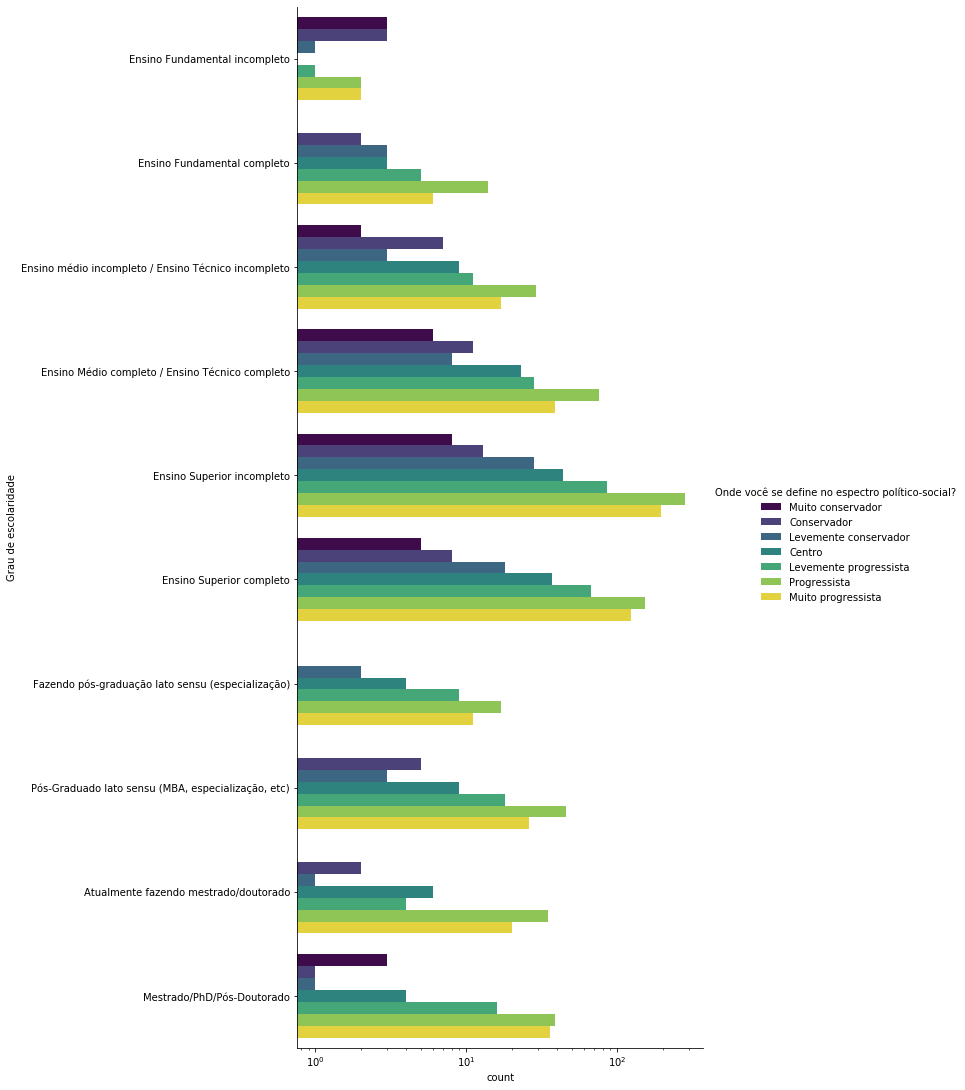 Ensino Fundamental incompleto
Ensino Fundamental completo
Ensino médio incompleto / Ensino Técnico incompleto
Ensino Médio completo / Ensino Técnico completo
Ensino Superior incompleto
Ensino Superior completo
Fazendo pós-graduação lato sensu (especialização)
Pós-Graduado lato sensu (MBA, especialização, etc)
Atualmente fazendo mestrado/doutorado
Mestrado/PhD/Pós-Doutorado
Grau de escolaridade
10⁰ 10¹ 10²
count
Onde você se define no espectro político-social?
Muito conservador
Conservador
Levemente conservador
Centro
Levemente progressista
Progressista
Muito progressista